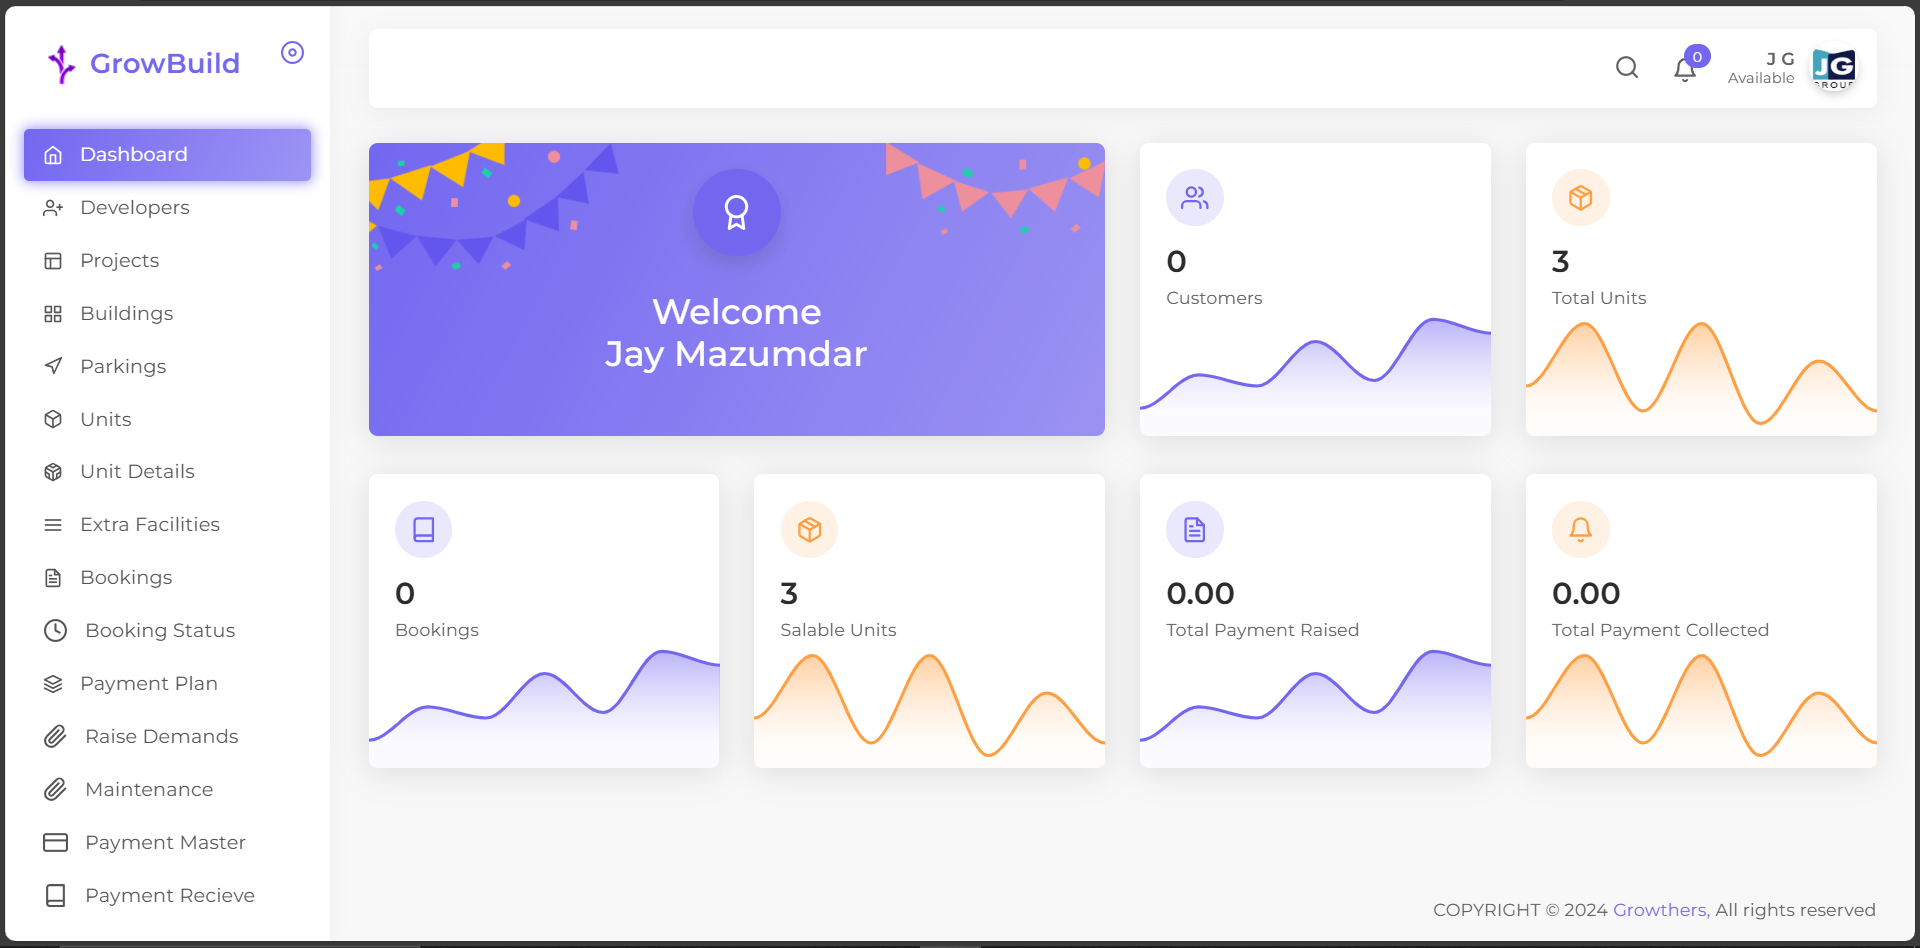 GrowBuild
Dashboard
Developers
Projects
Buildings
Parkings
Units
Unit Details
Extra Facilities
Bookings
Booking Status
Payment Plan
Raise Demands
Maintenance
Payment Master
Payment Recieve
0
J G
Available
JG
GROUP
Welcome
Jay Mazumdar
0
Customers
3
Total Units
0
Bookings
3
Salable Units
0.00
Total Payment Raised
0.00
Total Payment Collected
COPYRIGHT © 2024 Growthers, All rights reserved